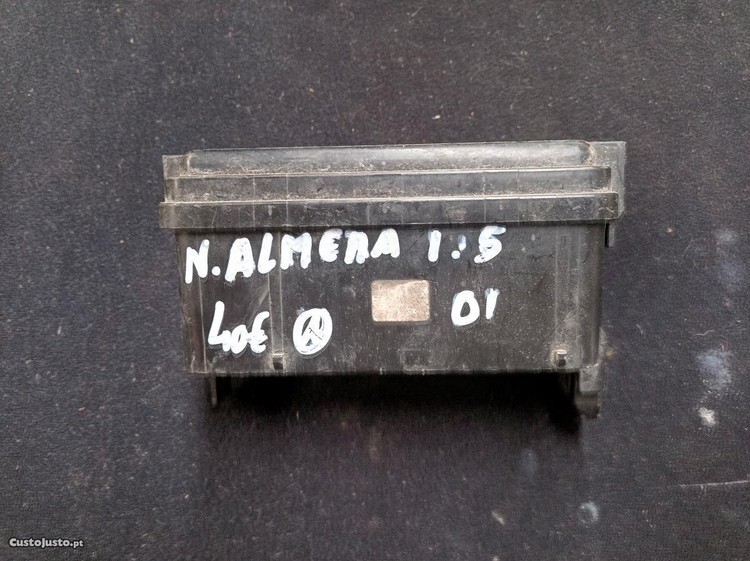 N. ALMERA 1.5
40€ 01
CustoJusto.pt